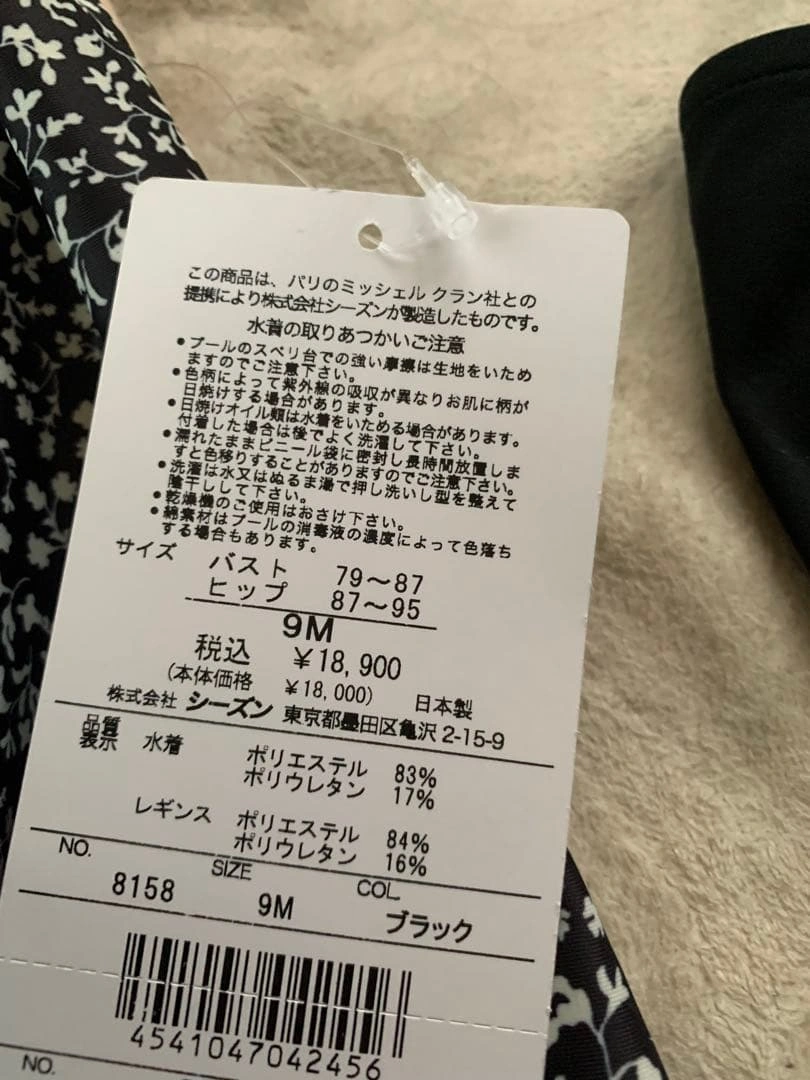 この商品は、パリのミッシェル クラン社との
提携により株式会社シーズンが製造したものです。
水着の取りあつかいご注意
●プールのスベリ台での強い摩擦は生地をいため
ますのでご注意下さい。
●色柄によって紫外線の吸収が異なりお肌に柄が
日焼けする場合があります。
●日焼けオイル類は水着をいためる場合があります。
付着した場合は後でよく洗濯して下さい。
●濡れたままビニール袋に密封し長時間放置しま
すと色移りすることがありますのでご注意下さい。
●洗濯は水又はぬるま湯で押し洗いし型を整えて
陰干しして下さい。
●乾燥機のご使用はおさけ下さい。
●綿素材はプールの消毒液の濃度によって色落ち
する場合もあります。
サイズ バスト 79～87
ヒップ 87～95
9M
税込 ¥18,900
(本体価格 ¥18,000) 日本製
株式会社 シーズン 東京都墨田区亀沢 2-15-9
品質
表示 水着 ポリエステル 83%
ポリウレタン 17%
レギンス ポリエステル 84%
ポリウレタン 16%
NO. SIZE COL
8158 9M ブラック
4541047042456
NO.